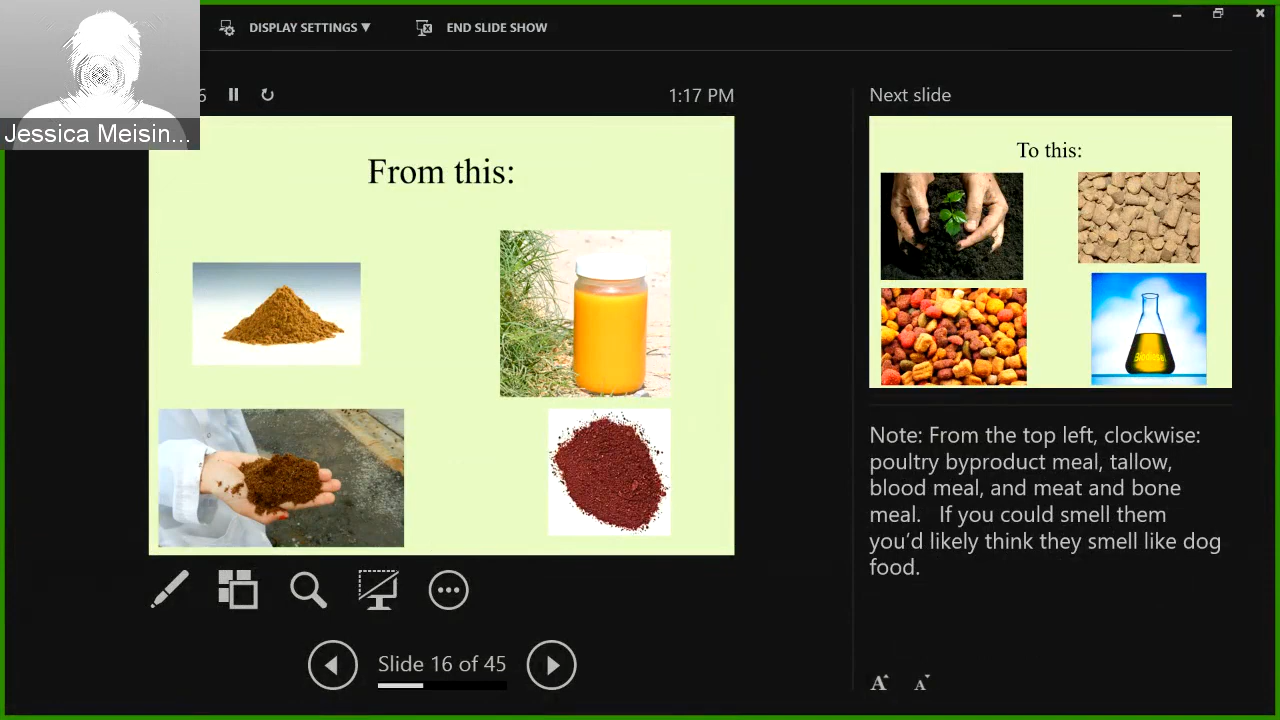 DISPLAY SETTINGS ▼
END SLIDE SHOW
6
1:17 PM
Next slide
Jessica Meisin...
From this:
To this:
Biodiesel
Note: From the top left, clockwise:
poultry byproduct meal, tallow,
blood meal, and meat and bone
meal. If you could smell them
you'd likely think they smell like dog
food.
Slide 16 of 45
A A